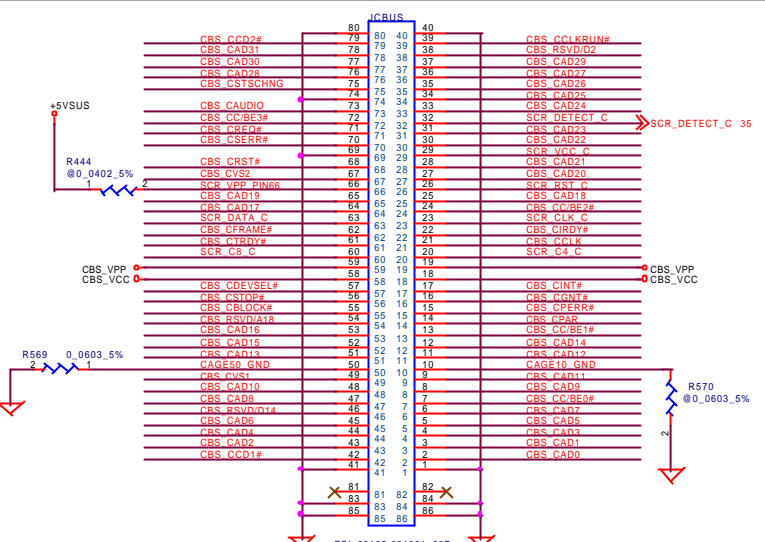 JCBUS
80 80 40 40
CBS_CCD2# 79 79 39 39 CBS_CCLKRUN#
CBS_CAD31 78 78 38 38 CBS_RSVD/D2
CBS_CAD30 77 77 37 37 CBS_CAD29
CBS_CAD28 76 76 36 36 CBS_CAD27
CBS_CSTSCHNG 75 75 35 35 CBS_CAD26
74 74 34 34 CBS_CAD25
+5VSUS
CBS_CAUDIO 73 73 33 33 CBS_CAD24
CBS_CC/BE3# 72 72 32 32 SCR_DETECT_C SCR_DETECT_C 35
CBS_CREQ# 71 71 31 31 CBS_CAD23
CBS_CSERR# 70 70 30 30 CBS_CAD22
69 69 29 29 SCR_VCC_C
R444
CBS_CRST# 68 68 28 28 CBS_CAD21
@0_0402_5%
CBS_CVS2 67 67 27 27 CBS_CAD20
1 2 SCR_VPP_PIN66 66 66 26 26 SCR_RST_C
CBS_CAD19 65 65 25 25 CBS_CAD18
CBS_CAD17 64 64 24 24 CBS_CC/BE2#
SCR_DATA_C 63 63 23 23 SCR_CLK_C
CBS_CFRAME# 62 62 22 22 CBS_CIRDY#
CBS_CTRDY# 61 61 21 21 CBS_CCLK
SCR_C8_C 60 60 20 20 SCR_C4_C
CBS_VPP 59 59 19 19 CBS_VPP
CBS_VCC 58 58 18 18 CBS_VCC
CBS_CDEVSEL# 57 57 17 17 CBS_CINT#
CBS_CSTOP# 56 56 16 16 CBS_CGNT#
CBS_CBLOCK# 55 55 15 15 CBS_CPERR#
CBS_RSVD/A18 54 54 14 14 CBS_CPAR
CBS_CAD16 53 53 13 13 CBS_CC/BE1#
CBS_CAD15 52 52 12 12 CBS_CAD14
R569 0_0603_5%
CBS_CAD13 51 51 11 11 CBS_CAD12
2 1 CAGE50_GND 50 50 10 10 CAGE10_GND 1
CBS_CVS1 49 49 9 9 CBS_CAD11
CBS_CAD10 48 48 8 8 CBS_CAD9
R570
CBS_CAD8 47 47 7 7 CBS_CC/BE0#
@0_0603_5%
CBS_RSVD/D14 46 46 6 6 CBS_CAD7
CBS_CAD6 45 45 5 5 CBS_CAD5
CBS_CAD4 44 44 4 4 CBS_CAD3
2
CBS_CAD2 43 43 3 3 CBS_CAD1
CBS_CCD1# 42 42 2 2 CBS_CAD0
41 41 1 1
81 81 82 82
83 83 84 84
85 85 86 86